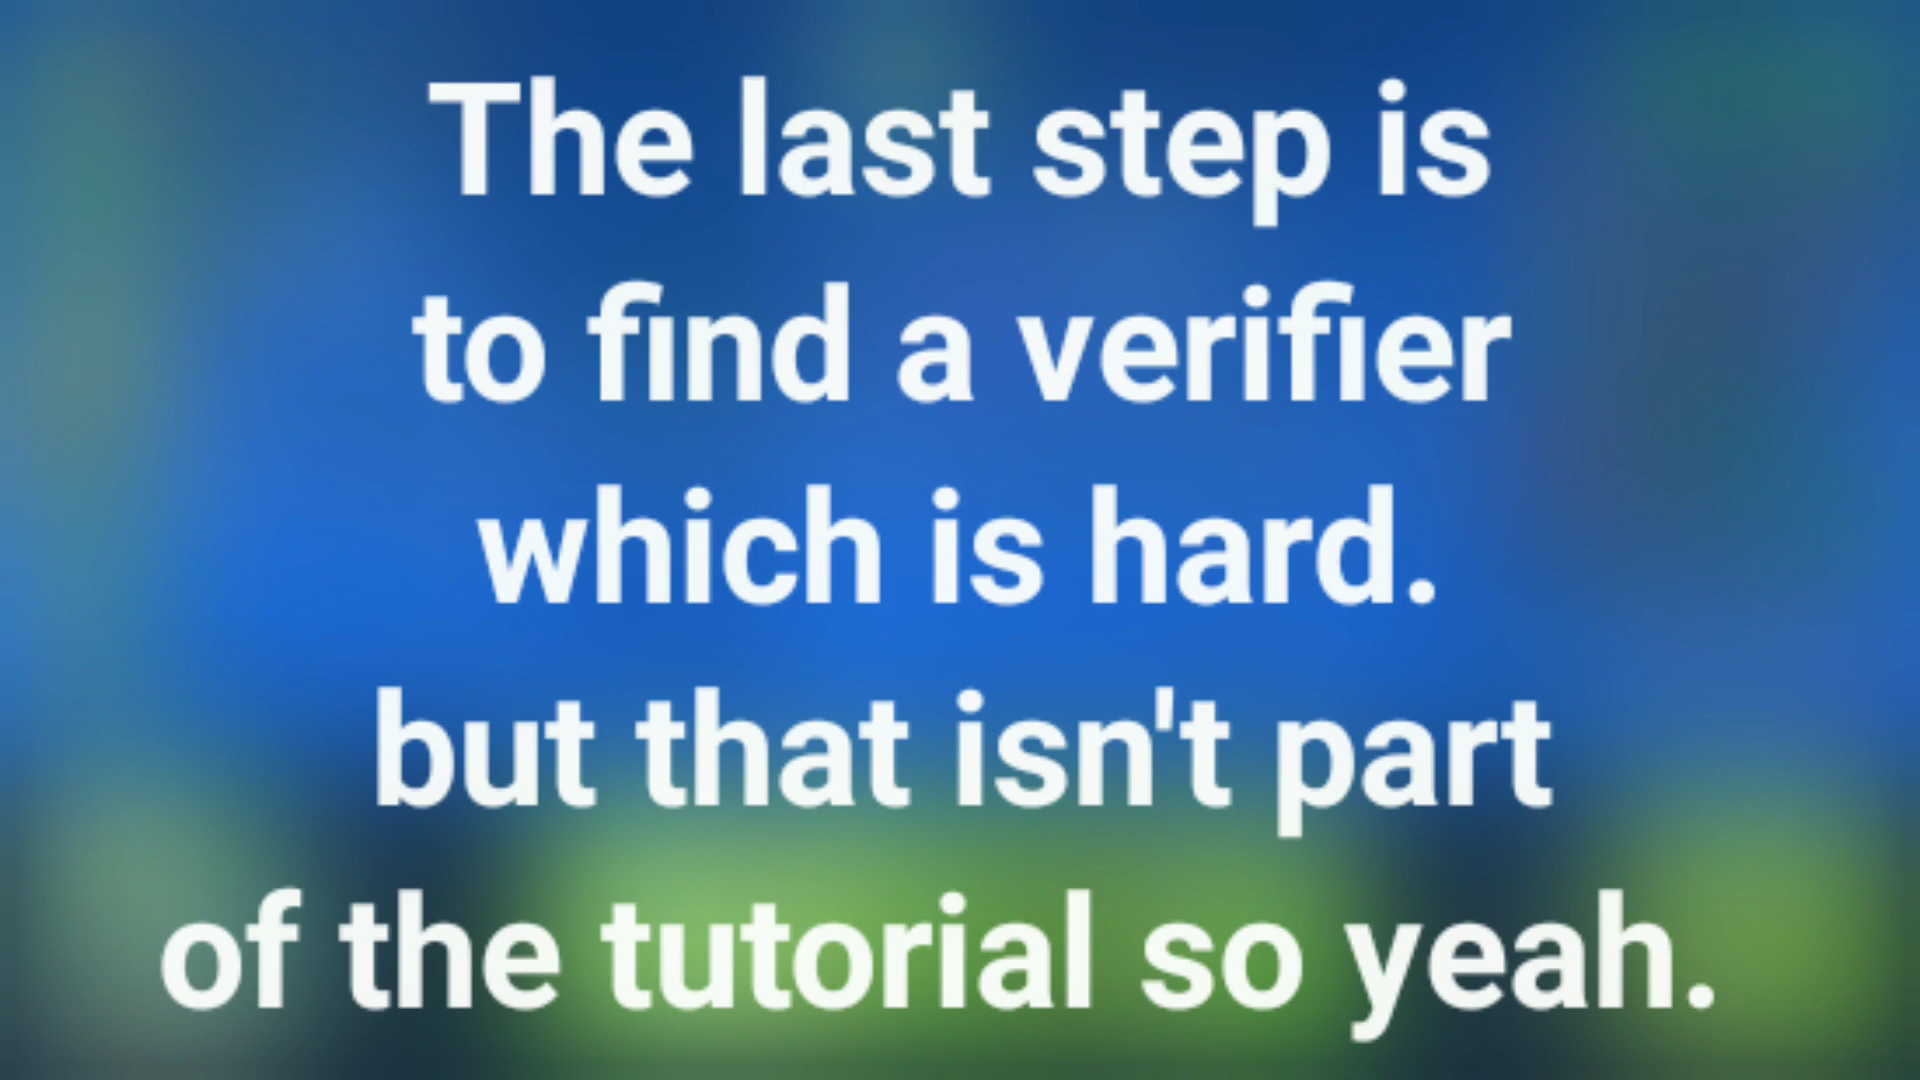 The last step is
to find a verifier
which is hard.
but that isn't part
of the tutorial so yeah.